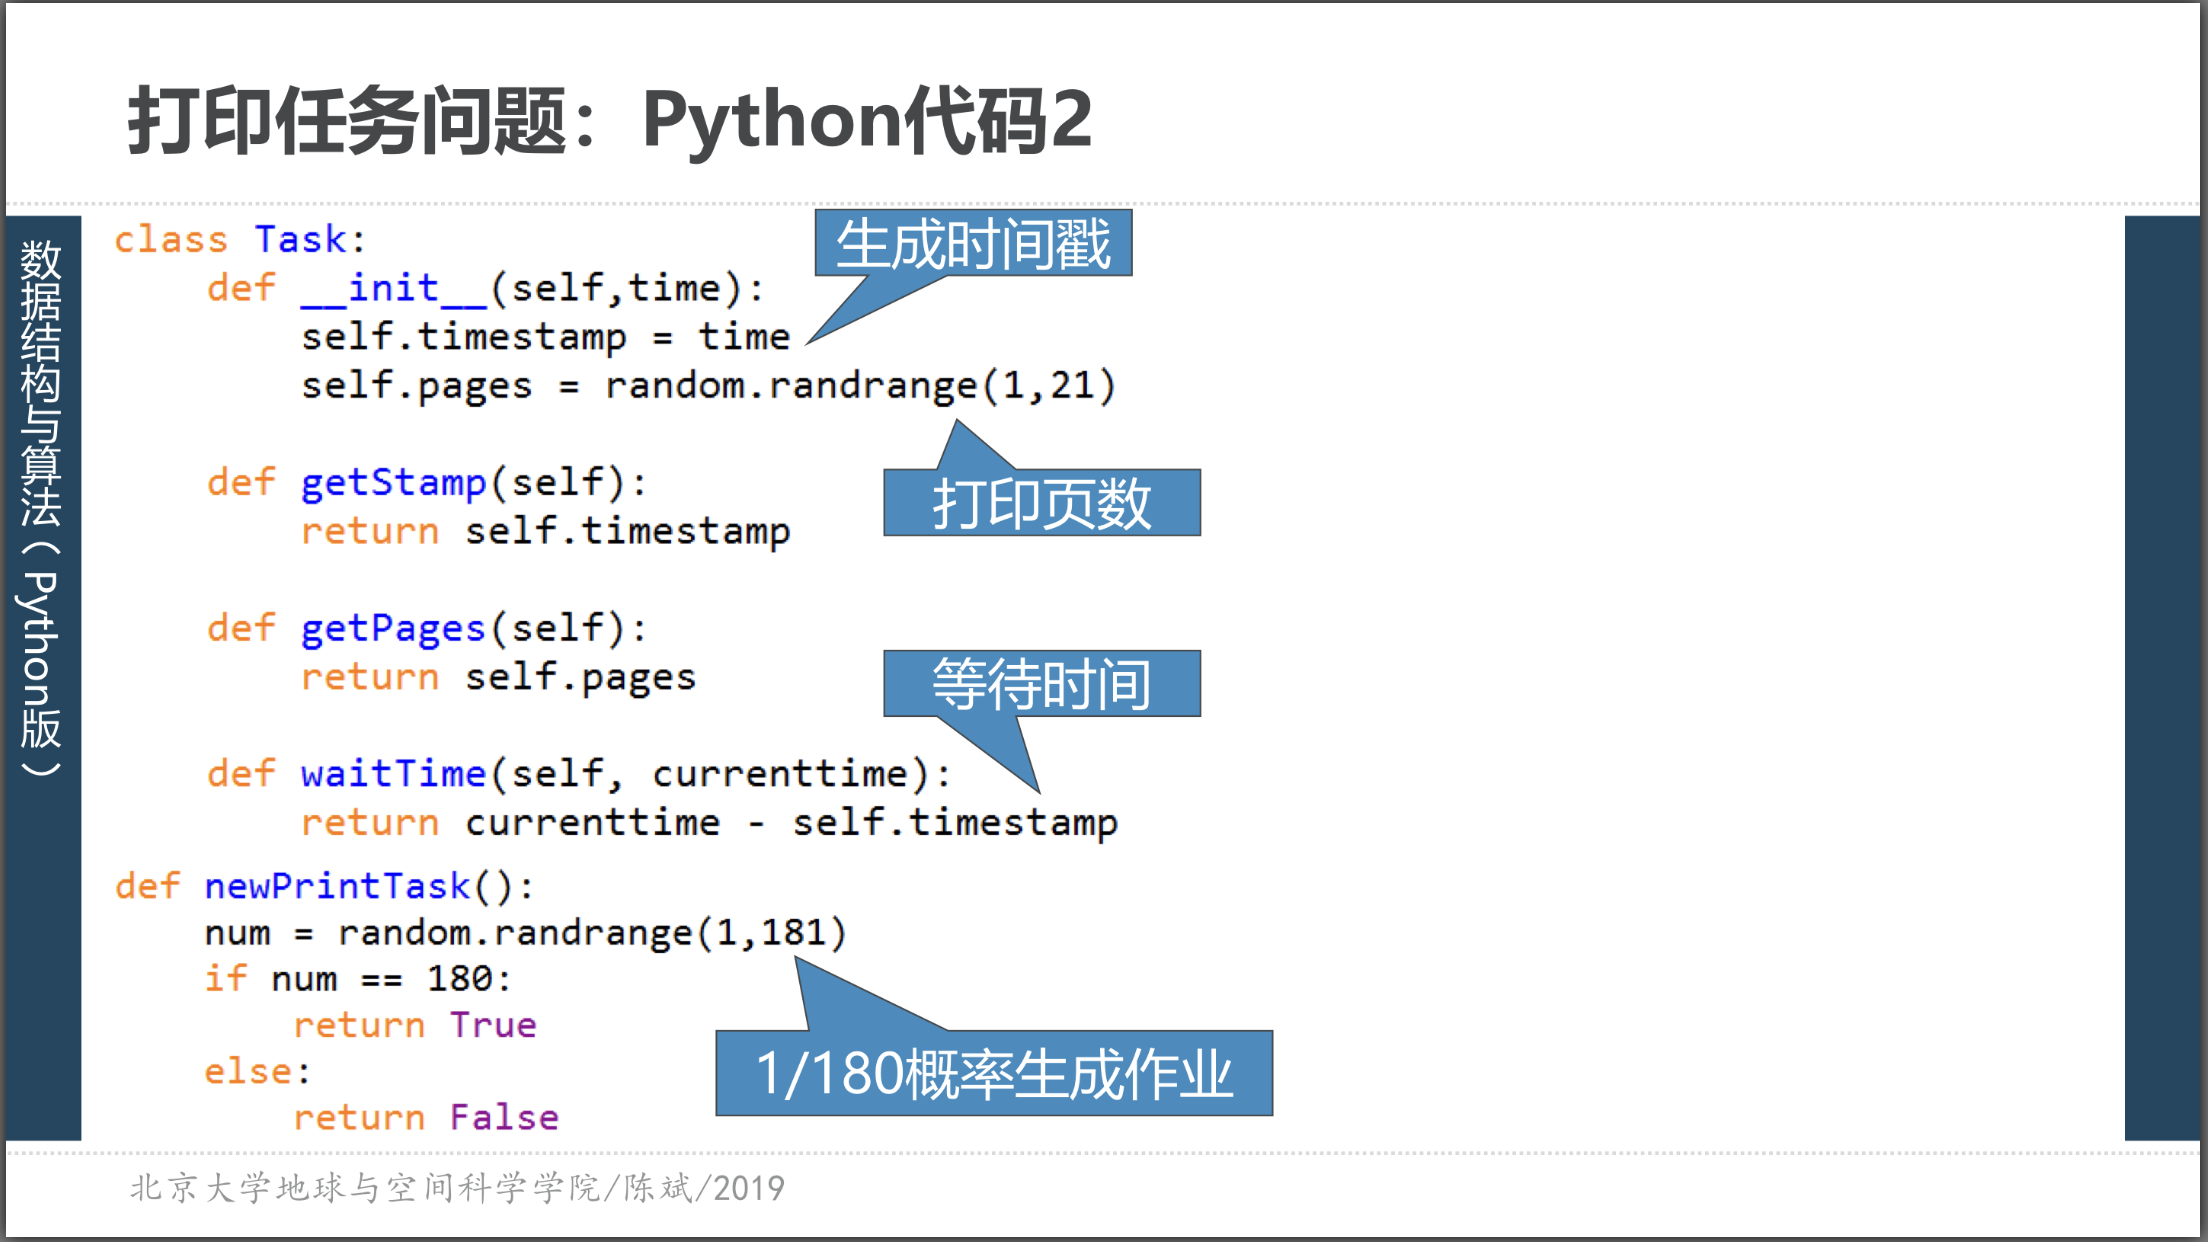 打印任务问题：Python代码2
数据结构与算法（Python版）
class Task:
    def __init__(self,time):
        self.timestamp = time
        self.pages = random.randrange(1,21)
    def getStamp(self):
        return self.timestamp
    def getPages(self):
        return self.pages
    def waitTime(self, currenttime):
        return currenttime - self.timestamp
def newPrintTask():
    num = random.randrange(1,181)
    if num == 180:
        return True
    else:
        return False
生成时间戳
打印页数
等待时间
1/180概率生成作业
北京大学地球与空间科学学院/陈斌/2019